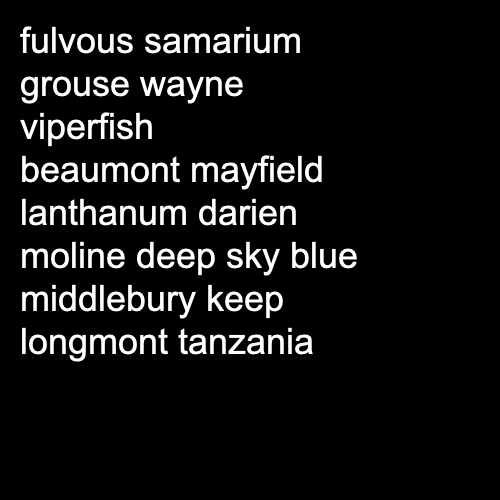 fulvous samarium
grouse wayne
viperfish
beaumont mayfield
lanthanum darien
moline deep sky blue
middlebury keep
longmont tanzania